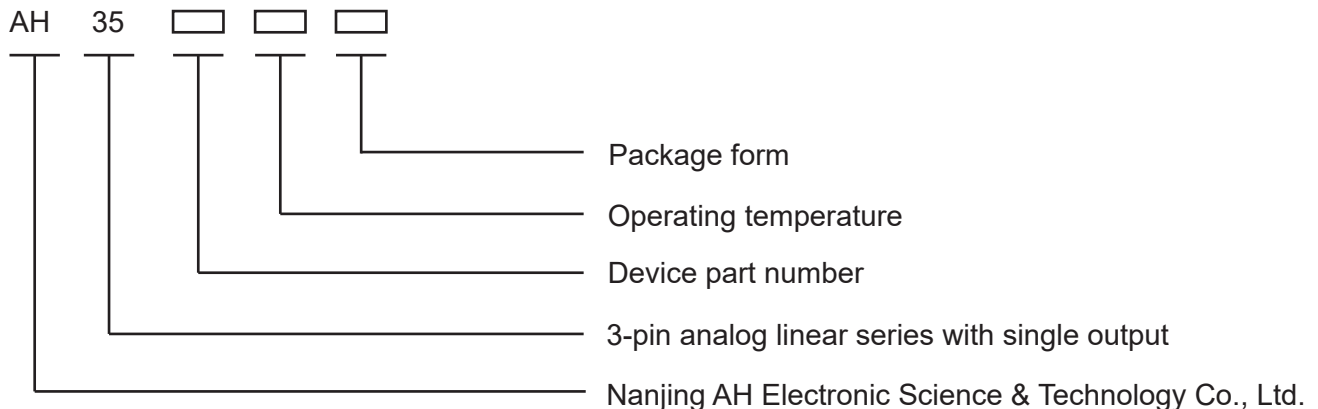 AH 35
Package form
Operating temperature
Device part number
3-pin analog linear series with single output
Nanjing AH Electronic Science & Technology Co., Ltd.